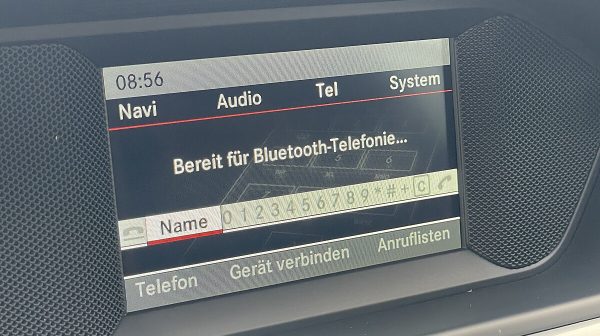 08:56
Navi Audio Tel System
Bereit für Bluetooth-Telefonie...
Name 0 1 2 3 4 5 6 7 8 9 * # + C
Telefon Gerät verbinden Anruflisten